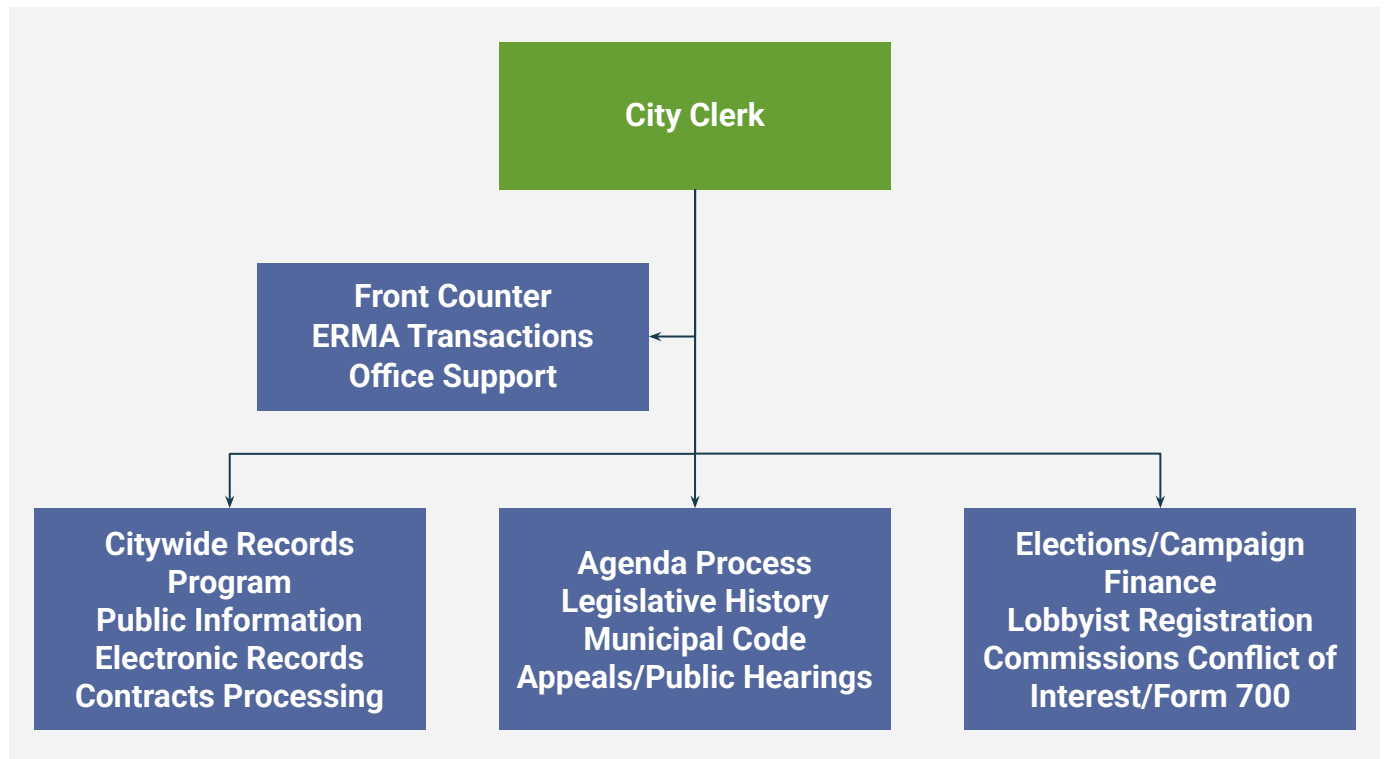 City Clerk
Front Counter
ERMA Transactions
Office Support
Citywide Records
Program
Public Information
Electronic Records
Contracts Processing
Agenda Process
Legislative History
Municipal Code
Appeals/Public Hearings
Elections/Campaign
Finance
Lobbyist Registration
Commissions Conflict of
Interest/Form 700